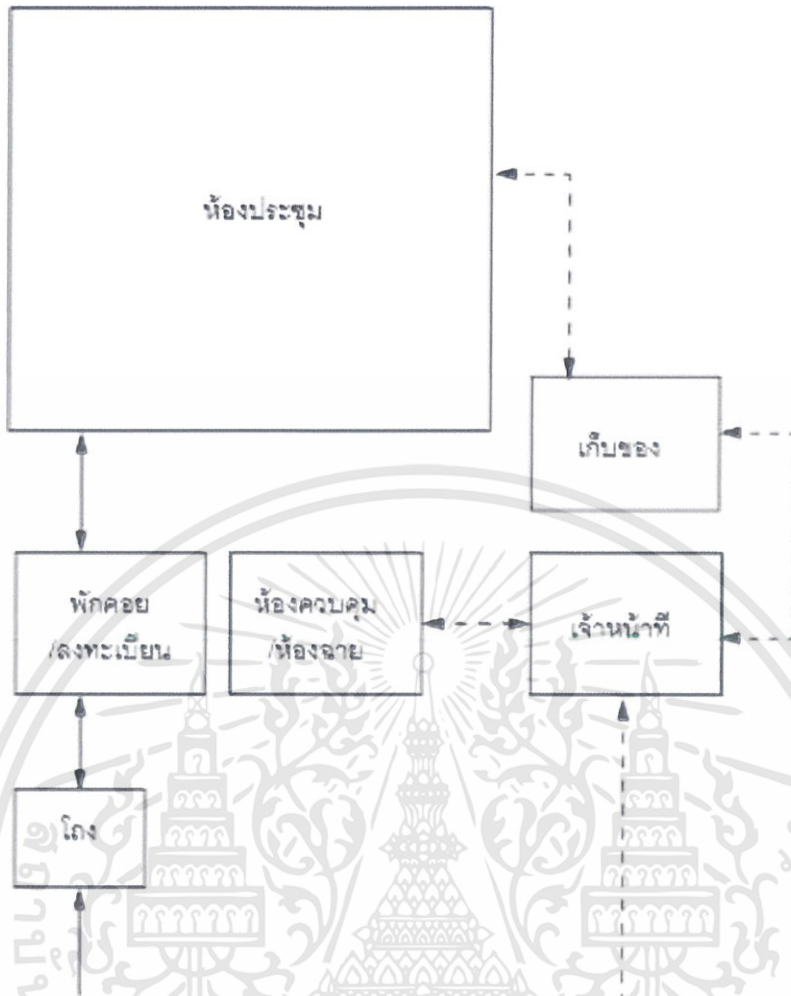 ห้องประชุม
เก็บของ
พักคอย
/ลงทะเบียน
ห้องควบคุม
/ห้องฉาย
เจ้าหน้าที่
โถง